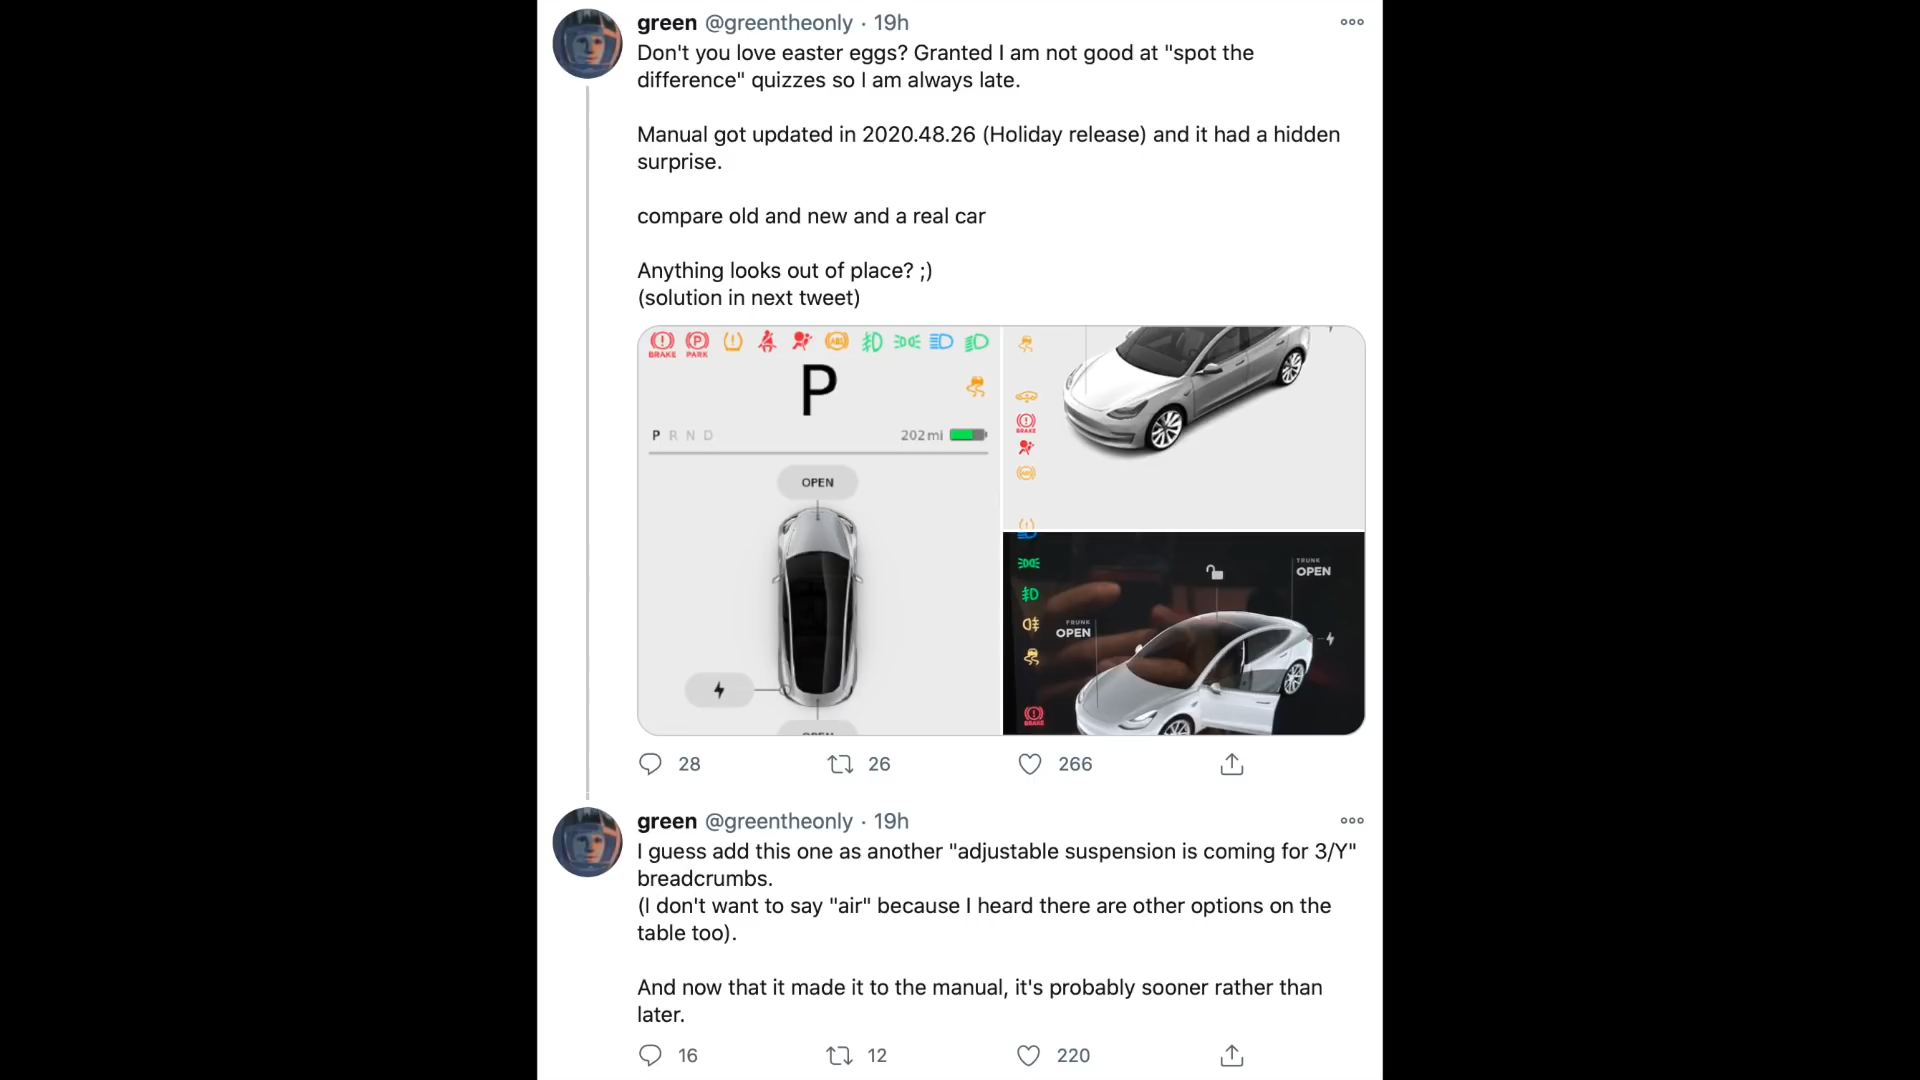 green @greentheonly · 19h
Don't you love easter eggs? Granted I am not good at "spot the
difference" quizzes so I am always late.
Manual got updated in 2020.48.26 (Holiday release) and it had a hidden
surprise.
compare old and new and a real car
Anything looks out of place? ;)
(solution in next tweet)
BRAKE PARK ABS
P
P R N D 202 mi
OPEN
BRAKE
ABS
TRUNK
OPEN
FRUNK
OPEN
BRAKE
28 26 266
green @greentheonly · 19h
I guess add this one as another "adjustable suspension is coming for 3/Y"
breadcrumbs.
(I don't want to say "air" because I heard there are other options on the
table too).
And now that it made it to the manual, it's probably sooner rather than
later.
16 12 220